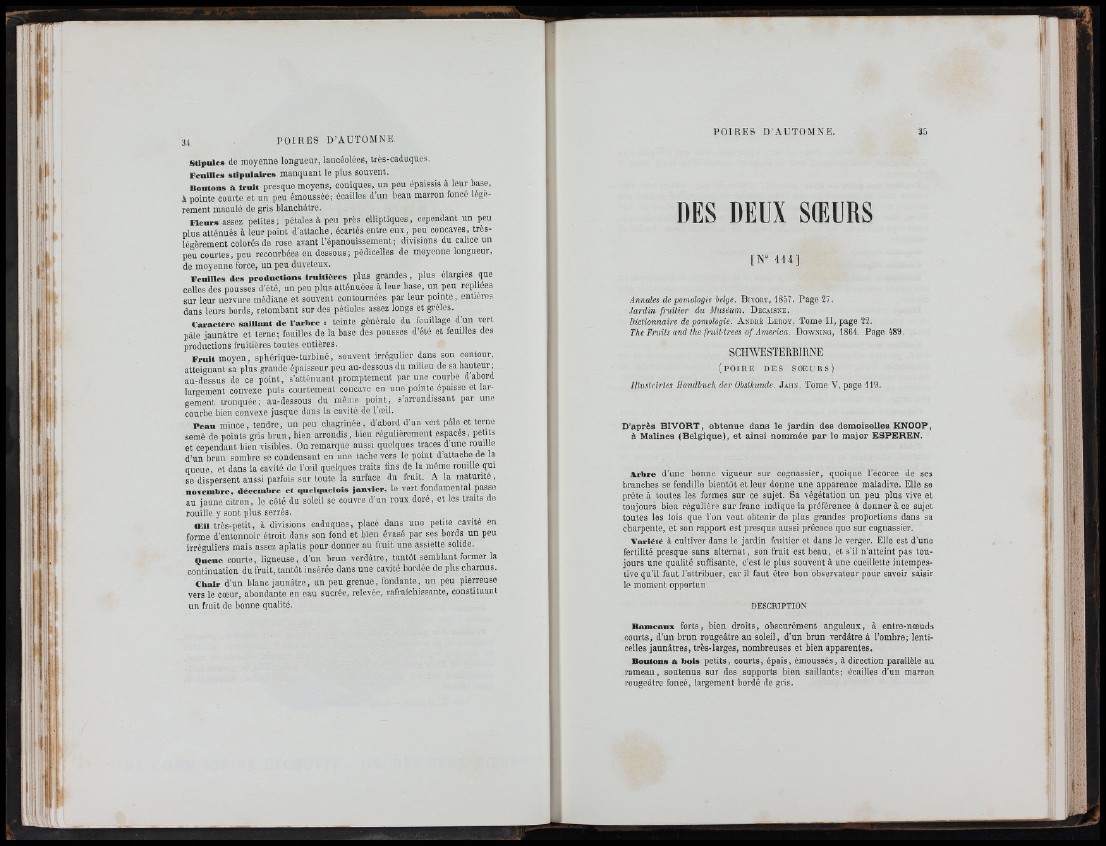 34 POIRES D'AUTOMNE.
Stipules de moyenne longueur, lancéolées, très-caduques.
Feuilles stipulaires manquant le plus souvent.
Boutons à fruit presque moyens, coniques, un peu épaissis à leur base,
à pointe courte et un peu émoussée; écailles d'un beau marron foncé légè-
rement maculé de gris blanchâtre.
Fleurs assez petites; pétales à peu près elliptiques, cependant un peu
plus atténués à leur point d'attache, écartés entre eux, peu concaves, très-
légèrement colorés de rose avant l'épanouissement; divisions du calice un
peu courtes, peu recourbées en dessous; pédicelles de moyenne longueur,
de moyenne force, un peu duveteux.
Feuilles des productions fruitières plus grandes, plus élargies que
celles des pousses d'été, un peu plus atténuées à leur base, un peu repliées
sur leur nervure médiane et souvent contournées par leur pointe, entières
dans leurs bords, retombant sur des pétioles assez longs et grêles.
Caractère saillant de l'arbre : teinte générale du feuillage d'un vert
pâle jaunâtre et terne; feuilles de la base des pousses d'été et feuilles des
productions fruitières toutes entières.
Fruit moyen, sphérique-turbiné, souvent irrégulier dans son contour,
atteignant sa plus grande épaisseur peu au-dessous du milieu de sa hauteur;
au-dessus de ce point, s'atténuant promptement par une courbe d'abord
largement convexe puis courtement concave en une pointe épaisse et lar-
gement tronquée; au-dessous du même point, s'arrondissant par une
courbe bien convexe jusque dans la cavité de l'œil.
Peau mince, tendre, un peu chagrinée, d'abord d'un vert pâle et terne
semé de points gris brun, bien arrondis, bien régulièrement espacés, petits
et cependant bien visibles. On remarque aussi quelques traces d'une rouille
d'un brun sombre se condensant en une tache vers le point d'attache de la
queue, et dans la cavité de l'œil quelques traits fins de la même rouille qui
se dispersent aussi parfois sur toute la surface du fruit. A la maturité,
novembre, décembre et quelquefois janvier, le vert fondamental passe
au jaune citron, le côté du soleil se couvre d'un roux doré, et les traits de
rouille y sont plus serrés.
Œil très-petit, à divisions caduques, placé dans une petite cavité en
forme d'entonnoir étroit dans son fond et bien évasé par ses bords un peu
irréguliers mais assez aplatis pour donner au fruit une assiette solide.
Queue courte, ligneuse, d'un brun verdâtre, tantôt semblant former la
continuation du fruit, tantôt insérée dans une cavité bordée de plis charnus.
Chair d'un blanc jaunâtre, un peu grenue, fondante, un peu pierreuse
vers le cœur, abondante en eau sucrée, relevée, rafraîchissante, constituant
un fruit de bonne qualité.
POIRES D'AUTOMNE. 35
DES DEUX SŒURS
[N° 414]
Annales de pomologie belge. BIVORT, 1857. Page 27.
Jardin fruitier du Muséum. DECAISNE.
Dictionnaire de pomologie. ANDRÉ LEROY. Tome II, page 22.
The Fruits and the fruit-trees of America. DOWNING, 1864. Page 489.
SCHWESTERBIRNE
(POIRE DES SŒURS)
Illustrirtes Handbuch der Obstkunde. JAHN. Tome V, page 119.
D'après BIVORT, obtenue dans le jardin des demoiselles KNOOP,
à Malines (Belgique), et ainsi nommée par le major ESPEREN.
Arbre d'une bonne vigueur sur cognassier, quoique l'écorce de ses
branches se fendille bientôt et leur donne une apparence maladive. Elle se
prête à toutes les formes sur ce sujet. Sa végétation un peu plus vive et
toujours bien régulière sur franc indique la préférence à donner à ce sujet
toutes les fois que l'on veut obtenir de plus grandes proportions dans sa
charpente, et son rapport est presque aussi précoce que sur cognassier.
Variété à cultiver dans le jardin fruitier et dans le verger. Elle est d'une
fertilité presque sans alternat, son fruit est beau, et s'il n'atteint pas tou-
jours une qualité suffisante, c'est le plus souvent à une cueillette intempes-
tive qu'il faut l'attribuer, car il faut être bon observateur pour savoir saisir
le moment opportun
DESCRIPTION
Rameaux forts, bien droits, obscurément anguleux, à entre-nœuds
courts, d'un brun rougeâtre au soleil, d'un brun verdâtre à l'ombre; lenti-
celles jaunâtres, très-larges, nombreuses et bien apparentes.
Boutons à bois petits, courts, épais, émoussés, à direction parallèle au
rameau, soutenus sur des supports bien saillants; écailles d'un marron
rougeâtre foncé, largement bordé de gris.